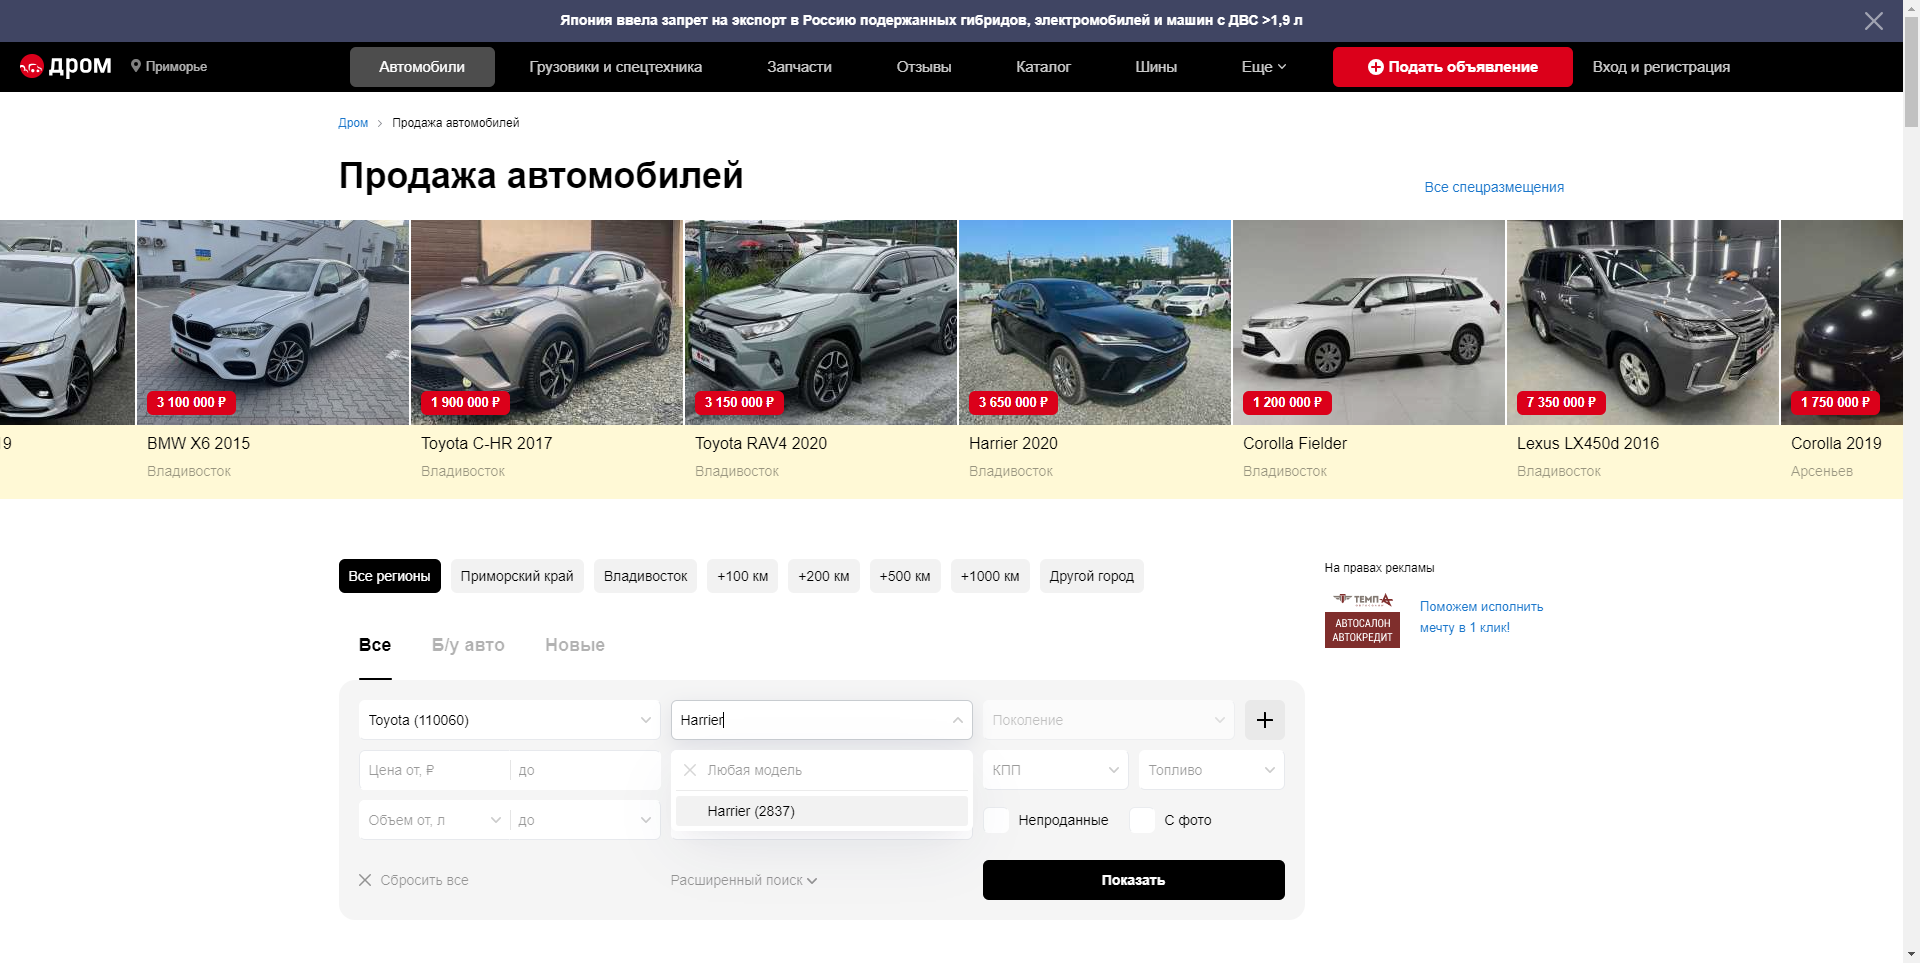 Япония ввела запрет на экспорт в Россию подержанных гибридов, электромобилей и машин с ДВС >1,9 л
дром Приморье Автомобили Грузовики и спецтехника Запчасти Отзывы Каталог Шины Еще Подать объявление Вход и регистрация
Дром > Продажа автомобилей
Продажа автомобилей
Все спецразмещения
3 100 000 ₽ 1 900 000 ₽ 3 150 000 ₽ 3 650 000 ₽ 1 200 000 ₽ 7 350 000 ₽ 1 750 000 ₽
19 BMW X6 2015 Toyota C-HR 2017 Toyota RAV4 2020 Harrier 2020 Corolla Fielder Lexus LX450d 2016 Corolla 2019
Владивосток Владивосток Владивосток Владивосток Владивосток Владивосток Арсеньев
Все регионы Приморский край Владивосток +100 км +200 км +500 км +1000 км Другой город
На правах рекламы
ТЕМП-А
АВТОСАЛОН
АВТОКРЕДИТ
Поможем исполнить
мечту в 1 клик!
Все Б/у авто Новые
Toyota (110060) Harrier Поколение
Цена от, ₽ до Любая модель КПП Топливо
Объем от, л до Harrier (2837) Непроданные С фото
Сбросить все Расширенный поиск Показать